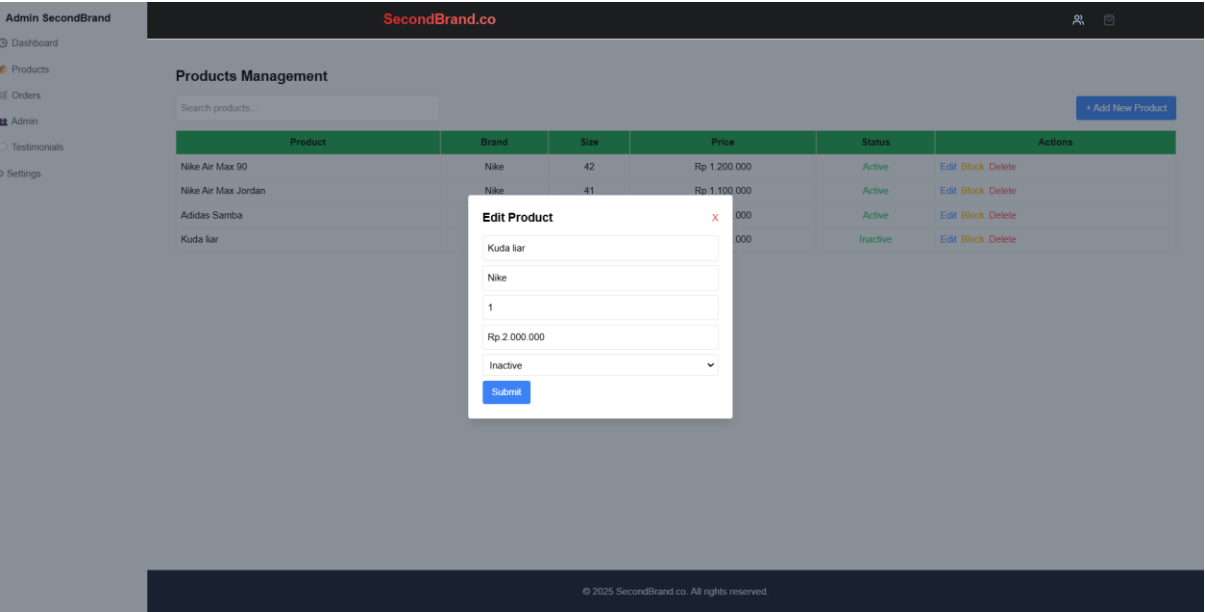 Admin SecondBrand
Dashboard
Products
Orders
Admin
Testimonials
Settings
SecondBrand.co
Products Management
Search products...
+ Add New Product
Product Brand Size Price Status Actions
Nike Air Max 90 Nike 42 Rp 1.200.000 Active Edit Block Delete
Nike Air Max Jordan Nike 41 Rp 1.100.000 Active Edit Block Delete
Adidas Samba .000 Active Edit Block Delete
Kuda liar .000 Inactive Edit Block Delete
Edit Product X
Kuda liar
Nike
1
Rp.2.000.000
Inactive
Submit
© 2025 SecondBrand.co. All rights reserved.